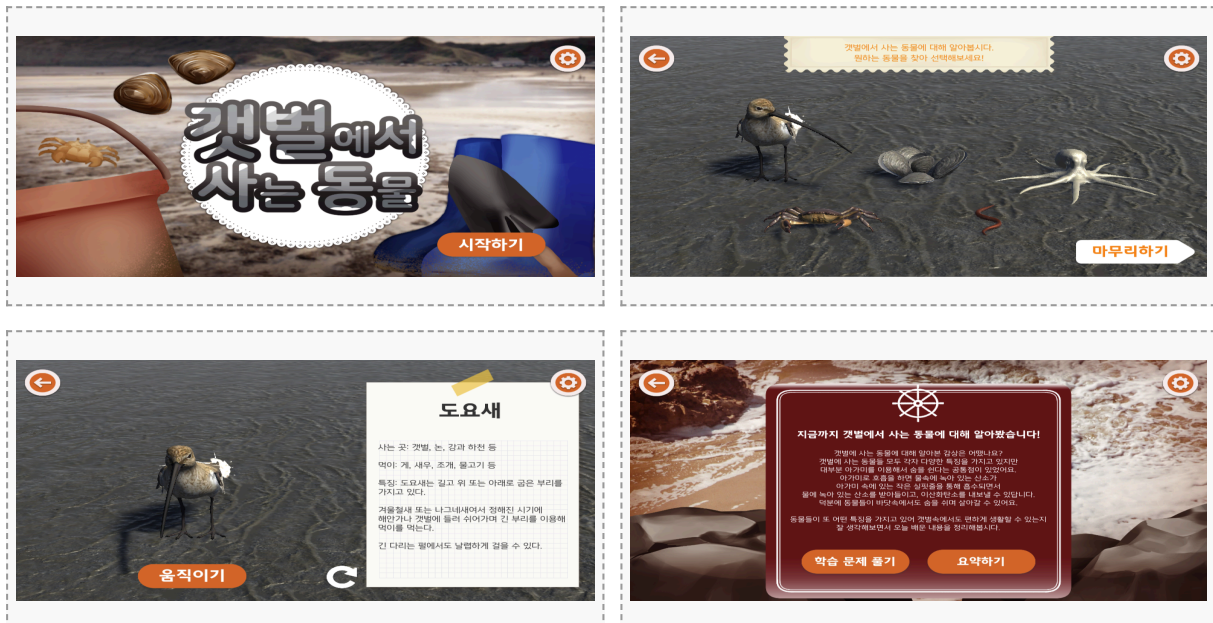 갯벌에서
사는 동물
시작하기
갯벌에서 사는 동물에 대해 알아봅시다.
원하는 동물을 찾아 선택해보세요!
마무리하기
도요새
사는 곳: 갯벌, 논, 강과 하천 등
먹이: 게, 새우, 조개, 물고기 등
특징: 도요새는 길고 위 또는 아래로 굽은 부리를
가지고 있다.
겨울철새 또는 나그네새여서 정해진 시기에
해안가나 갯벌에 들러 쉬어가며 긴 부리를 이용해
먹이를 먹는다.
긴 다리는 펄에서도 날렵하게 걸을 수 있다.
움직이기
지금까지 갯벌에서 사는 동물에 대해 알아봤습니다!
갯벌에 사는 동물에 대해 알아본 감상은 어땠나요?
갯벌에 사는 동물들 모두 각자 다양한 특징을 가지고 있지만
대부분 아가미를 이용해서 숨을 쉰다는 공통점이 있었어요.
아가미로 호흡을 하면 물속에 녹아 있는 산소가
아가미 속에 있는 작은 실핏줄을 통해 흡수되면서
물에 녹아 있는 산소를 받아들이고, 이산화탄소를 내보낼 수 있답니다.
덕분에 동물들이 바닷속에서도 숨을 쉬며 살아갈 수 있어요.
동물들이 또 어떤 특징을 가지고 있어 갯벌속에서도 편하게 생활할 수 있는지
잘 생각해보면서 오늘 배운 내용을 정리해봅시다.
학습 문제 풀기
요약하기